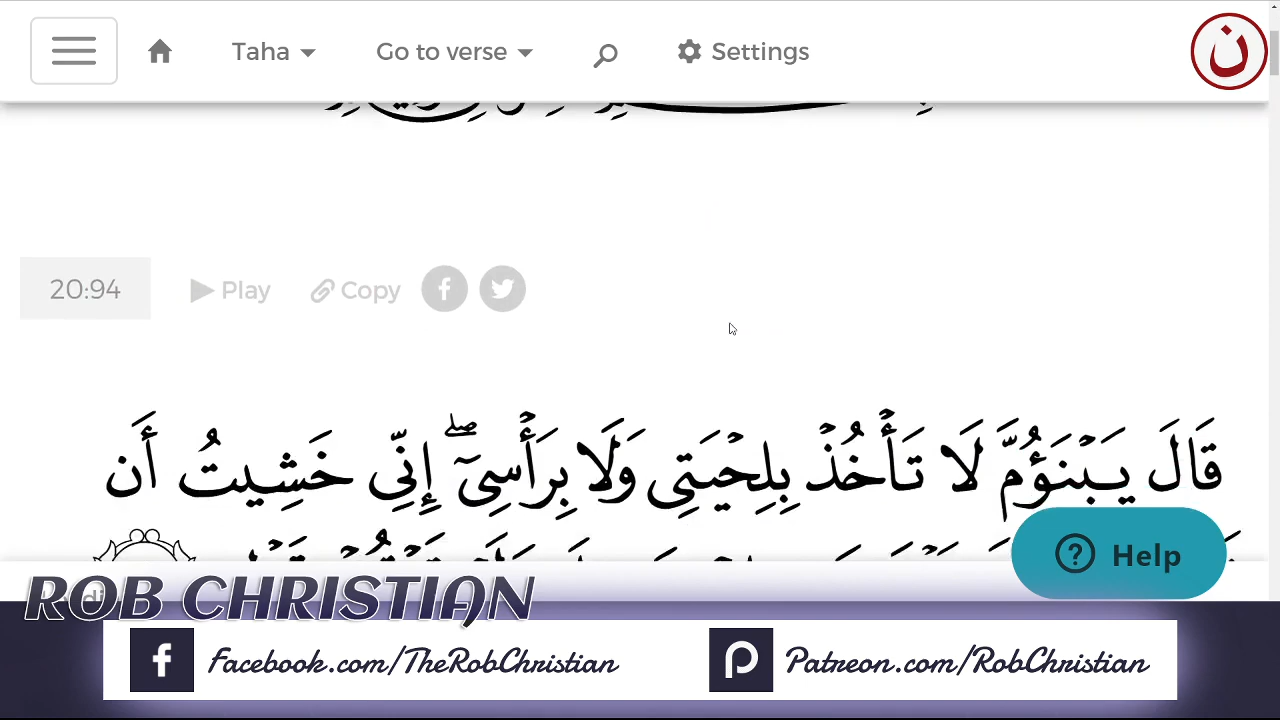 Taha
Go to verse
Settings
ن
20:94
Play
Copy
قَالَ يَبْنَؤُمَّ لَا تَأْخُذْ بِلِحْيَتِى وَلَا بِرَأْسِىٓ ۖ إِنِّى خَشِيتُ أَن
Help
ROB CHRISTIAN
Facebook.com/TheRobChristian
Patreon.com/RobChristian